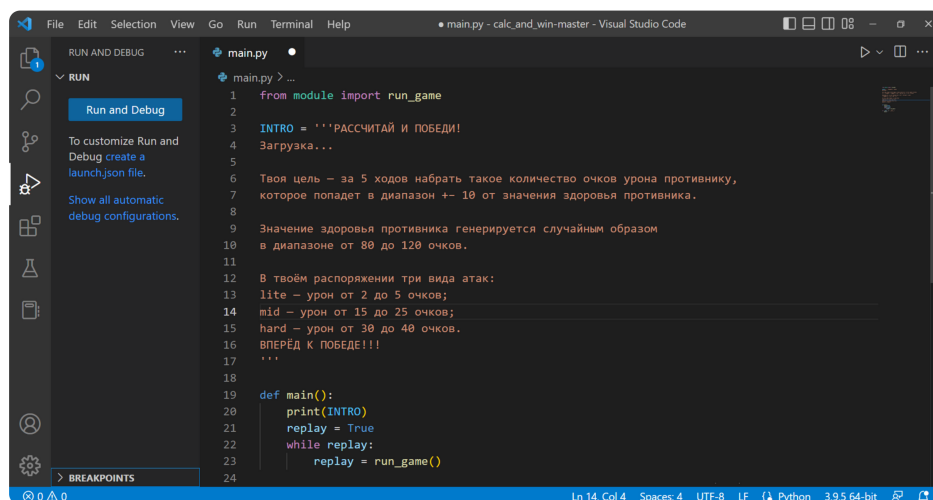 File Edit Selection View Go Run Terminal Help
● main.py - calc_and_win-master - Visual Studio Code
RUN AND DEBUG ···
RUN
Run and Debug
To customize Run and
Debug create a
launch.json file.
Show all automatic
debug configurations.
BREAKPOINTS
1
main.py ●
main.py > ...
1 from module import run_game
2
3 INTRO = '''РАССЧИТАЙ И ПОБЕДИ!
4 Загрузка...
5
6 Твоя цель — за 5 ходов набрать такое количество очков урона противнику,
7 которое попадет в диапазон +- 10 от значения здоровья противника.
8
9 Значение здоровья противника генерируется случайным образом
10 в диапазоне от 80 до 120 очков.
11
12 В твоём распоряжении три вида атак:
13 lite — урон от 2 до 5 очков;
14 mid — урон от 15 до 25 очков;
15 hard — урон от 30 до 40 очков.
16 ВПЕРЁД К ПОБЕДЕ!!!
17 '''
18
19 def main():
20     print(INTRO)
21     replay = True
22     while replay:
23         replay = run_game()
24
0 0 Ln 14, Col 4 Spaces: 4 UTF-8 LF Python 3.9.5 64-bit